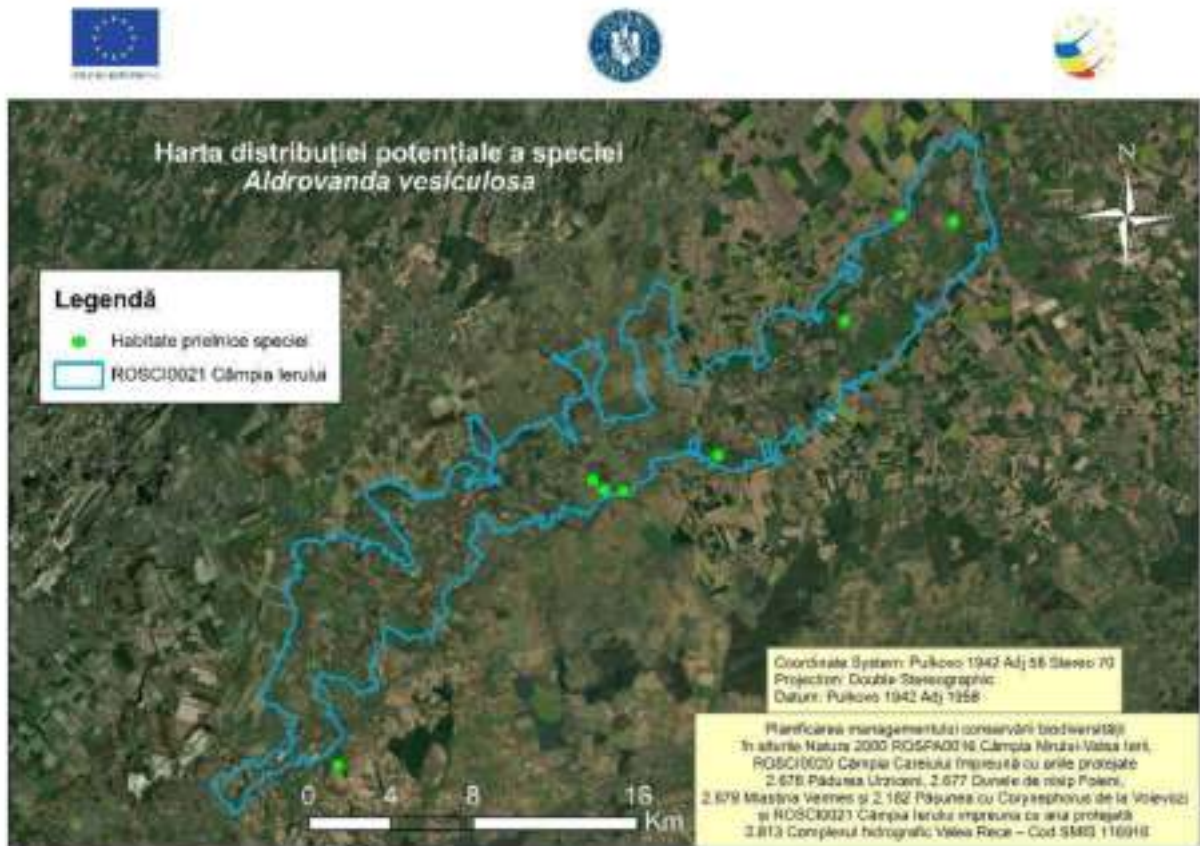 Harta distribuției potențiale a speciei
Aldrovanda vesiculosa
N
Legendă
Habitate prielnice speciei
ROSCI0021 Câmpia Ierului
Coordinate System: Pulkovo 1942 Adj 58 Stereo 70
Projection: Double Stereographic
Datum: Pulkovo 1942 Adj 1958
Planificarea managementului conservării biodiversității
în siturile Natura 2000 ROSPA0016 Câmpia Nirului-Valea Ierii,
ROSCI0020 Câmpia Careiului împreună cu ariile protejate
2.676 Pădurea Urziceni, 2.677 Dunele de nisip Foieni,
2.679 Mlaștina Vermeș și 2.182 Pășunea cu Corynephorus de la Voievozi
și ROSCI0021 Câmpia Ierului împreună cu aria protejată
2.813 Complexul hidrografic Valea Rece – Cod SMIS
0 4 8 16
Km